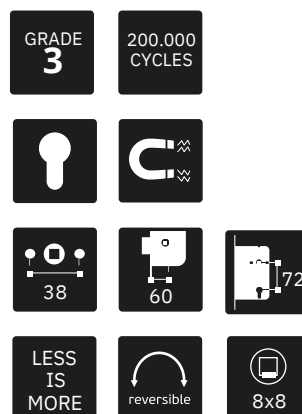 GRADE
3
200.000
CYCLES
38
60
72
LESS
IS
MORE
reversible
8x8